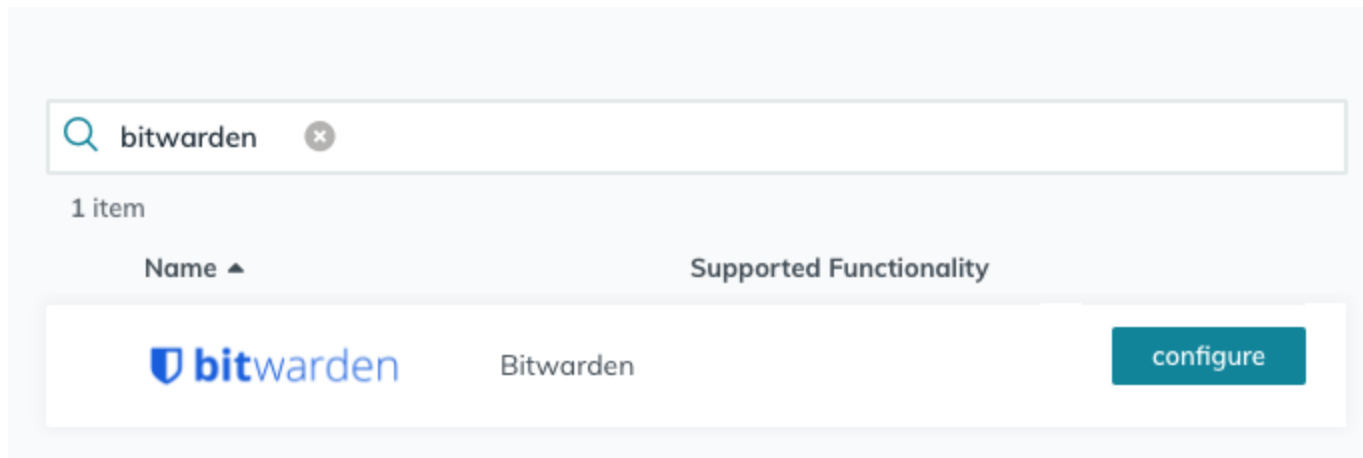 bitwarden
1 item
Name Supported Functionality
bitwarden Bitwarden configure